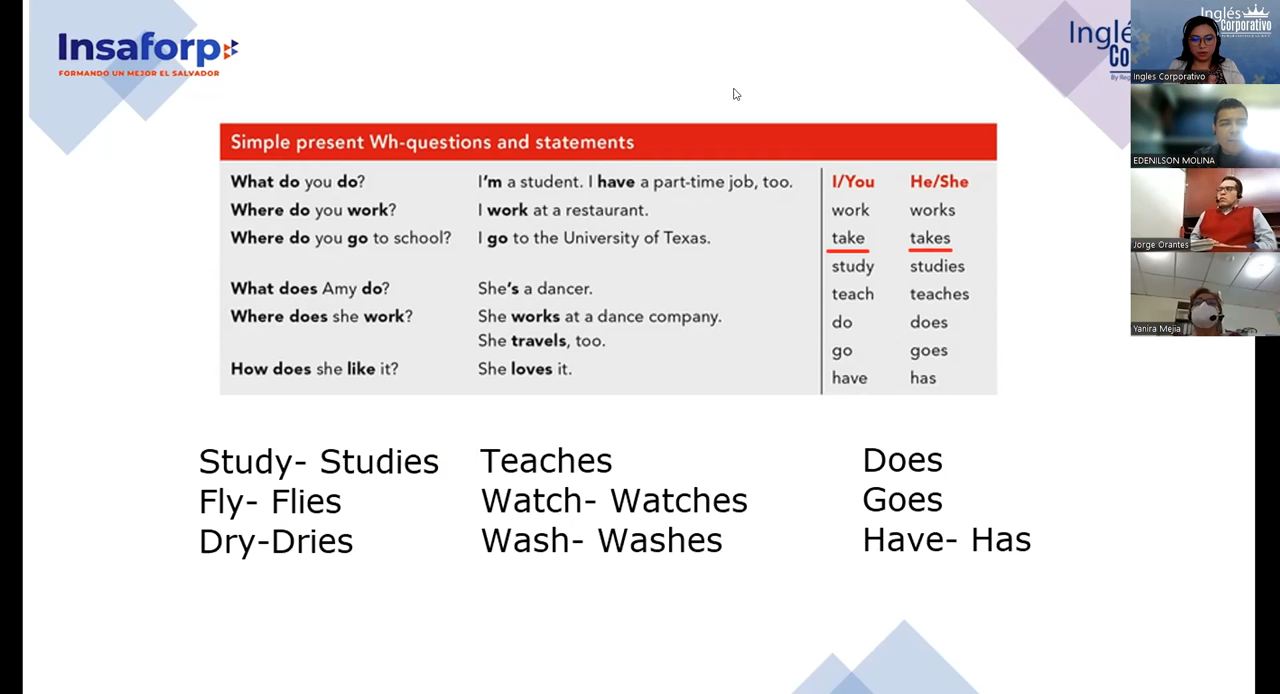 Insaforp
FORMANDO UN MEJOR EL SALVADOR
Inglés
Corporativo
Ingles Corporativo
EDENILSON MOLINA
Jorge Orantes
Yanira Mejia
Simple present Wh-questions and statements
What do you do? I'm a student. I have a part-time job, too. I/You He/She
Where do you work? I work at a restaurant. work works
Where do you go to school? I go to the University of Texas. take takes
study studies
What does Amy do? She's a dancer. teach teaches
Where does she work? She works at a dance company. do does
She travels, too. go goes
How does she like it? She loves it. have has
Study- Studies Teaches Does
Fly- Flies Watch- Watches Goes
Dry-Dries Wash- Washes Have- Has